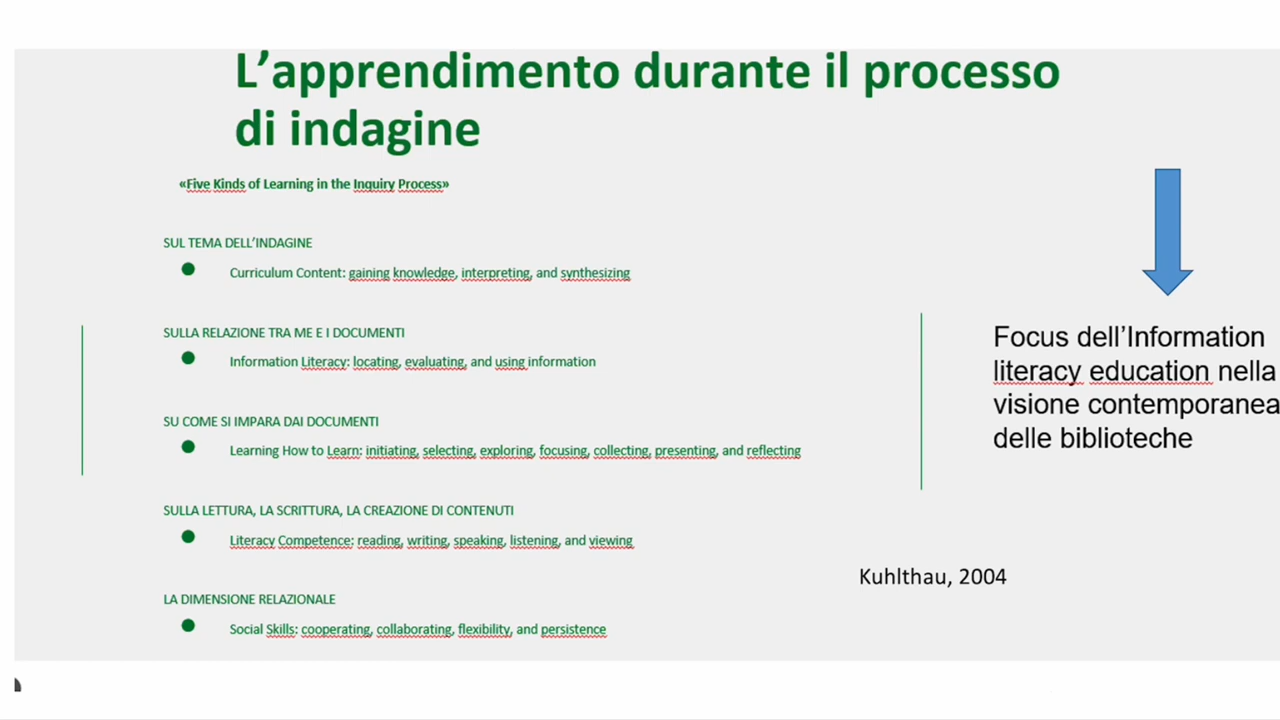 L’apprendimento durante il processo
di indagine
«Five Kinds of Learning in the Inquiry Process»
SUL TEMA DELL’INDAGINE
Curriculum Content: gaining knowledge, interpreting, and synthesizing
SULLA RELAZIONE TRA ME E I DOCUMENTI
Information Literacy: locating, evaluating, and using information
SU COME SI IMPARA DAI DOCUMENTI
Learning How to Learn: initiating, selecting, exploring, focusing, collecting, presenting, and reflecting
SULLA LETTURA, LA SCRITTURA, LA CREAZIONE DI CONTENUTI
Literacy Competence: reading, writing, speaking, listening, and viewing
LA DIMENSIONE RELAZIONALE
Social Skills: cooperating, collaborating, flexibility, and persistence
Focus dell’Information
literacy education nella
visione contemporanea
delle biblioteche
Kuhlthau, 2004